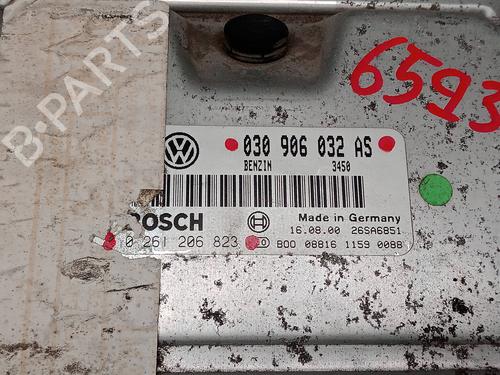 B-PARTS
6593
030 906 032 AS
BENZIN 3450
BOSCH
Made in Germany
16.08.00 26SA6851
0 261 206 823 BOO 08816 1159 0088